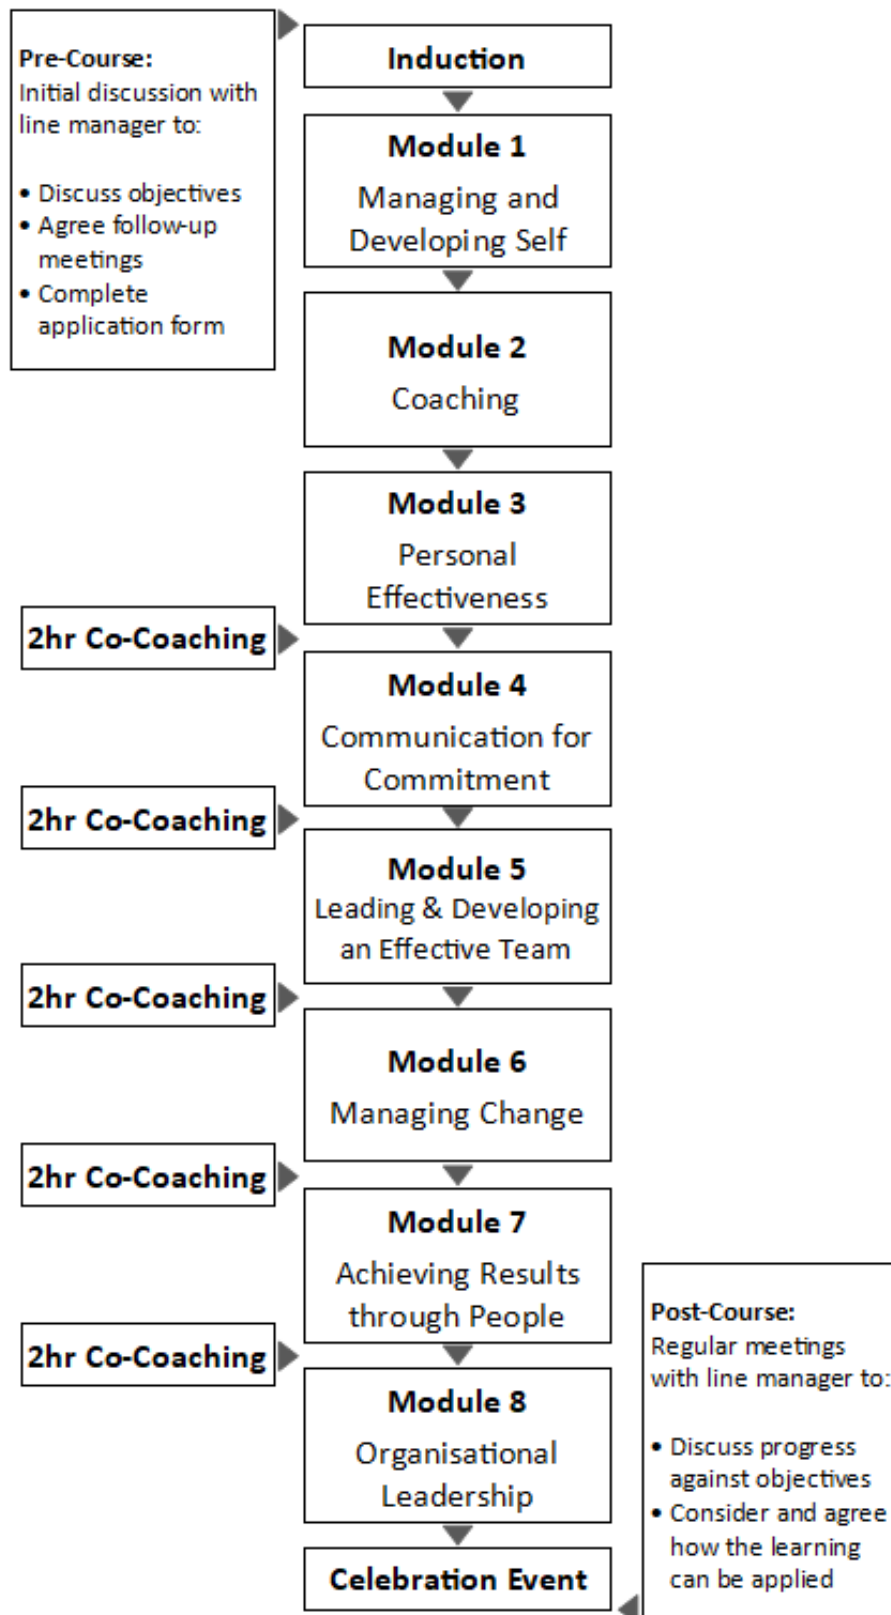 Pre-Course:
Initial discussion with
line manager to:
• Discuss objectives
• Agree follow-up
meetings
• Complete
application form
Induction
Module 1
Managing and
Developing Self
Module 2
Coaching
Module 3
Personal
Effectiveness
2hr Co-Coaching
Module 4
Communication for
Commitment
2hr Co-Coaching
Module 5
Leading & Developing
an Effective Team
2hr Co-Coaching
Module 6
Managing Change
2hr Co-Coaching
Module 7
Achieving Results
through People
2hr Co-Coaching
Module 8
Organisational
Leadership
Celebration Event
Post-Course:
Regular meetings
with line manager to:
• Discuss progress
against objectives
• Consider and agree
how the learning
can be applied